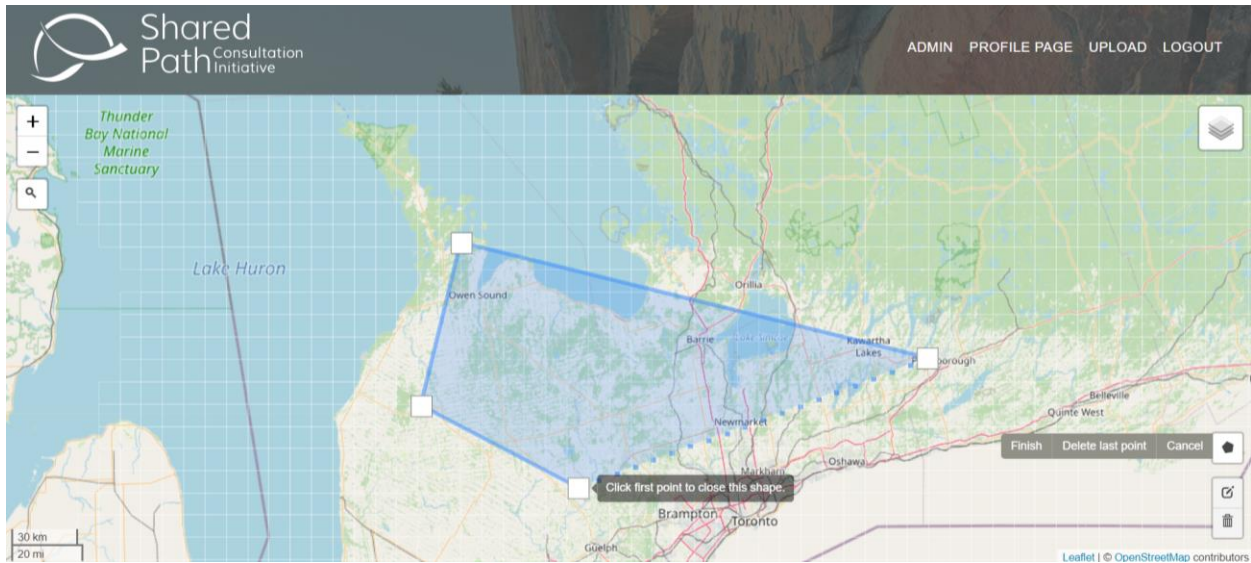 Shared
Path Consultation Initiative
ADMIN PROFILE PAGE UPLOAD LOGOUT
+
−
Thunder
Bay National
Marine
Sanctuary
Lake Huron
Owen Sound
Orillia
Barrie
Lake Simcoe
Kawartha
Lakes
Belleville
Quinte West
Newmarket
Finish Delete last point Cancel
Markham
Oshawa
Click first point to close this shape.
Brampton
Toronto
Guelph
30 km
20 mi
Leaflet | © OpenStreetMap contributors